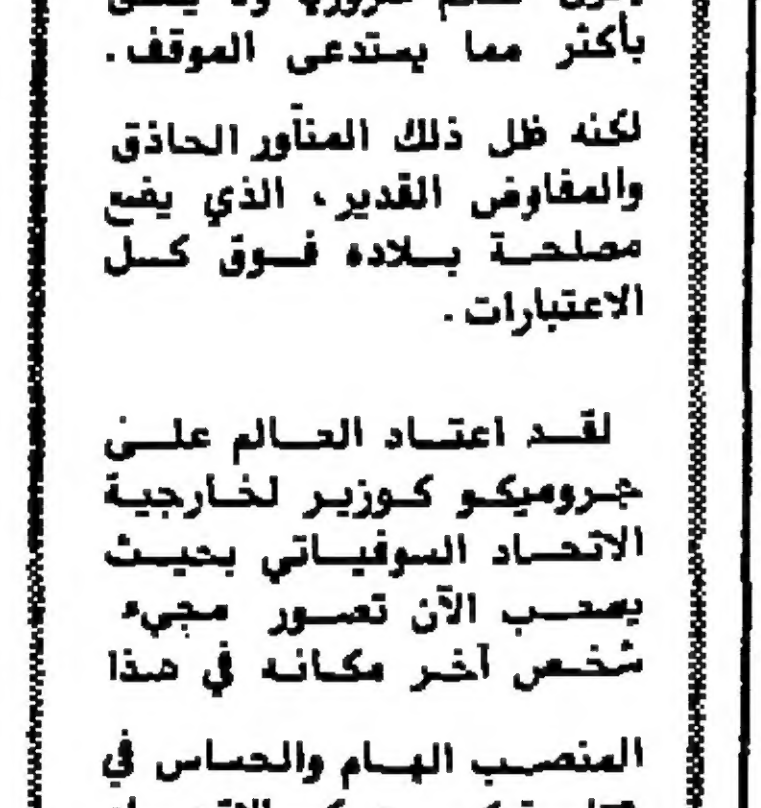 بأكثر مما يستدعى الموقف.
لكنه ظل ذلك المنآور الحاذق
والمفاوض القدير، الذي يضع
مصلحة بلاده فوق كل
الاعتبارات.
لقد اعتاد العالم على
جروميكو كوزير لخارجية
الاتحاد السوفياتي بحيث
يصعب الآن تصور مجيء
شخص آخر مكانه في هذا
المنصب الهام والحساس في